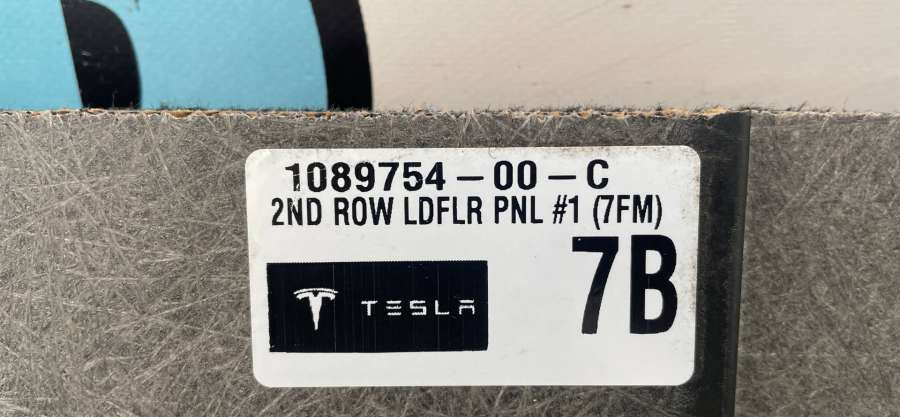 1089754-00-C
2ND ROW LDFLR PNL #1 (7FM)
7B
TESLA